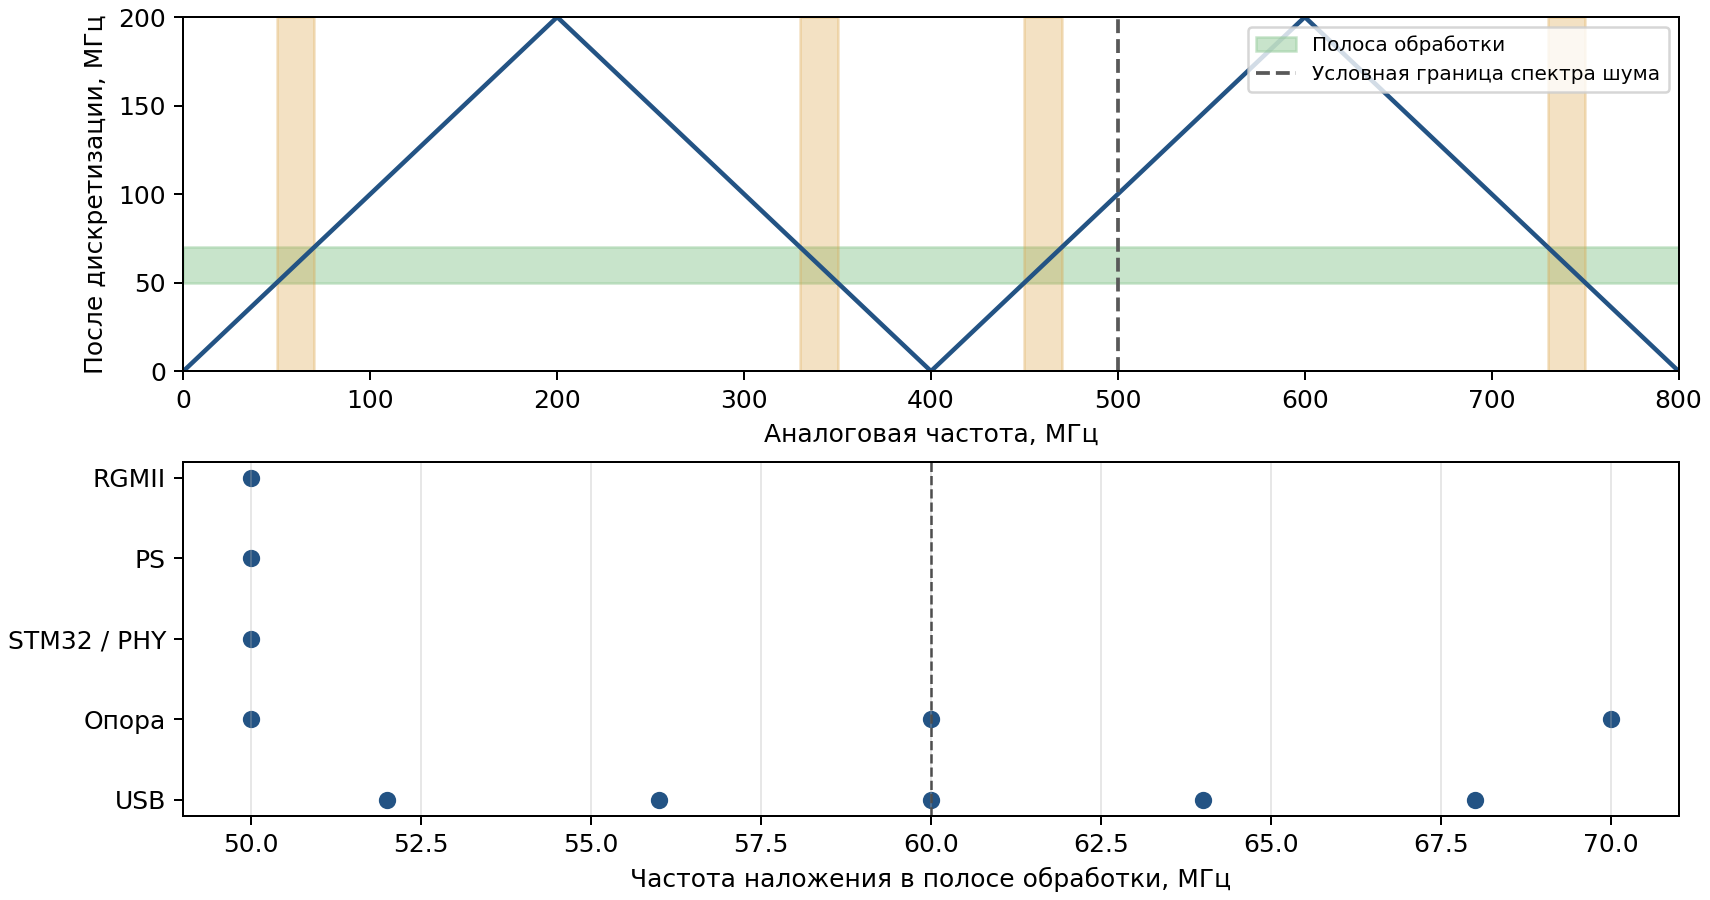 После дискретизации, МГц
200
150
100
50
0
Полоса обработки
Условная граница спектра шума
0 100 200 300 400 500 600 700 800
Аналоговая частота, МГц
RGMII
PS
STM32 / PHY
Опора
USB
50.0 52.5 55.0 57.5 60.0 62.5 65.0 67.5 70.0
Частота наложения в полосе обработки, МГц